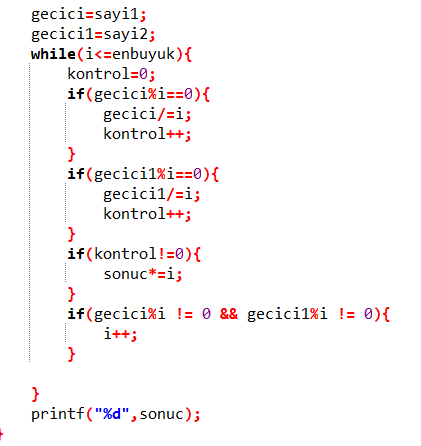 gecici=sayi1;
gecici1=sayi2;
while(i<=enbuyuk){
kontrol=0;
if(gecici%i==0){
gecici/=i;
kontrol++;
}
if(gecici1%i==0){
gecici1/=i;
kontrol++;
}
if(kontrol!=0){
sonuc*=i;
}
if(gecici%i != 0 && gecici1%i != 0){
i++;
}
}
printf("%d",sonuc);
}